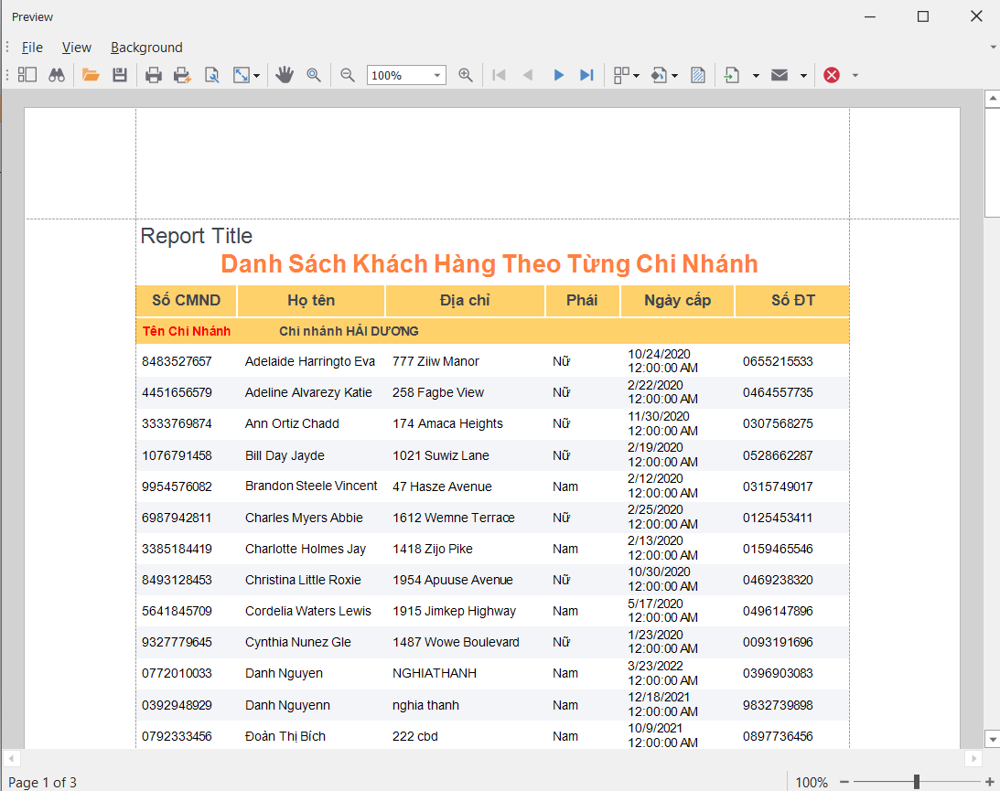 Preview
File View Background
100%
Report Title
Danh Sách Khách Hàng Theo Từng Chi Nhánh
Số CMND Họ tên Địa chỉ Phái Ngày cấp Số ĐT
Tên Chi Nhánh Chi nhánh HẢI DƯƠNG
8483527657 Adelaide Harringto Eva 777 Ziiw Manor Nữ 10/24/2020 12:00:00 AM 0655215533
4451656579 Adeline Alvarezy Katie 258 Fagbe View Nữ 2/22/2020 12:00:00 AM 0464557735
3333769874 Ann Ortiz Chadd 174 Amaca Heights Nữ 11/30/2020 12:00:00 AM 0307568275
1076791458 Bill Day Jayde 1021 Suwiz Lane Nữ 2/19/2020 12:00:00 AM 0528662287
9954576082 Brandon Steele Vincent 47 Hasze Avenue Nam 2/12/2020 12:00:00 AM 0315749017
6987942811 Charles Myers Abbie 1612 Wemne Terrace Nữ 2/25/2020 12:00:00 AM 0125453411
3385184419 Charlotte Holmes Jay 1418 Zijo Pike Nam 2/13/2020 12:00:00 AM 0159465546
8493128453 Christina Little Roxie 1954 Apuuse Avenue Nữ 10/30/2020 12:00:00 AM 0469238320
5641845709 Cordelia Waters Lewis 1915 Jimkep Highway Nam 5/17/2020 12:00:00 AM 0496147896
9327779645 Cynthia Nunez Gle 1487 Wowe Boulevard Nữ 1/23/2020 12:00:00 AM 0093191696
0772010033 Danh Nguyen NGHIATHANH Nam 3/23/2022 12:00:00 AM 0396903083
0392948929 Danh Nguyenn nghia thanh Nam 12/18/2021 12:00:00 AM 9832739898
0792333456 Đoàn Thị Bích 222 cbd Nam 10/9/2021 12:00:00 AM 0897736456
Page 1 of 3 100%